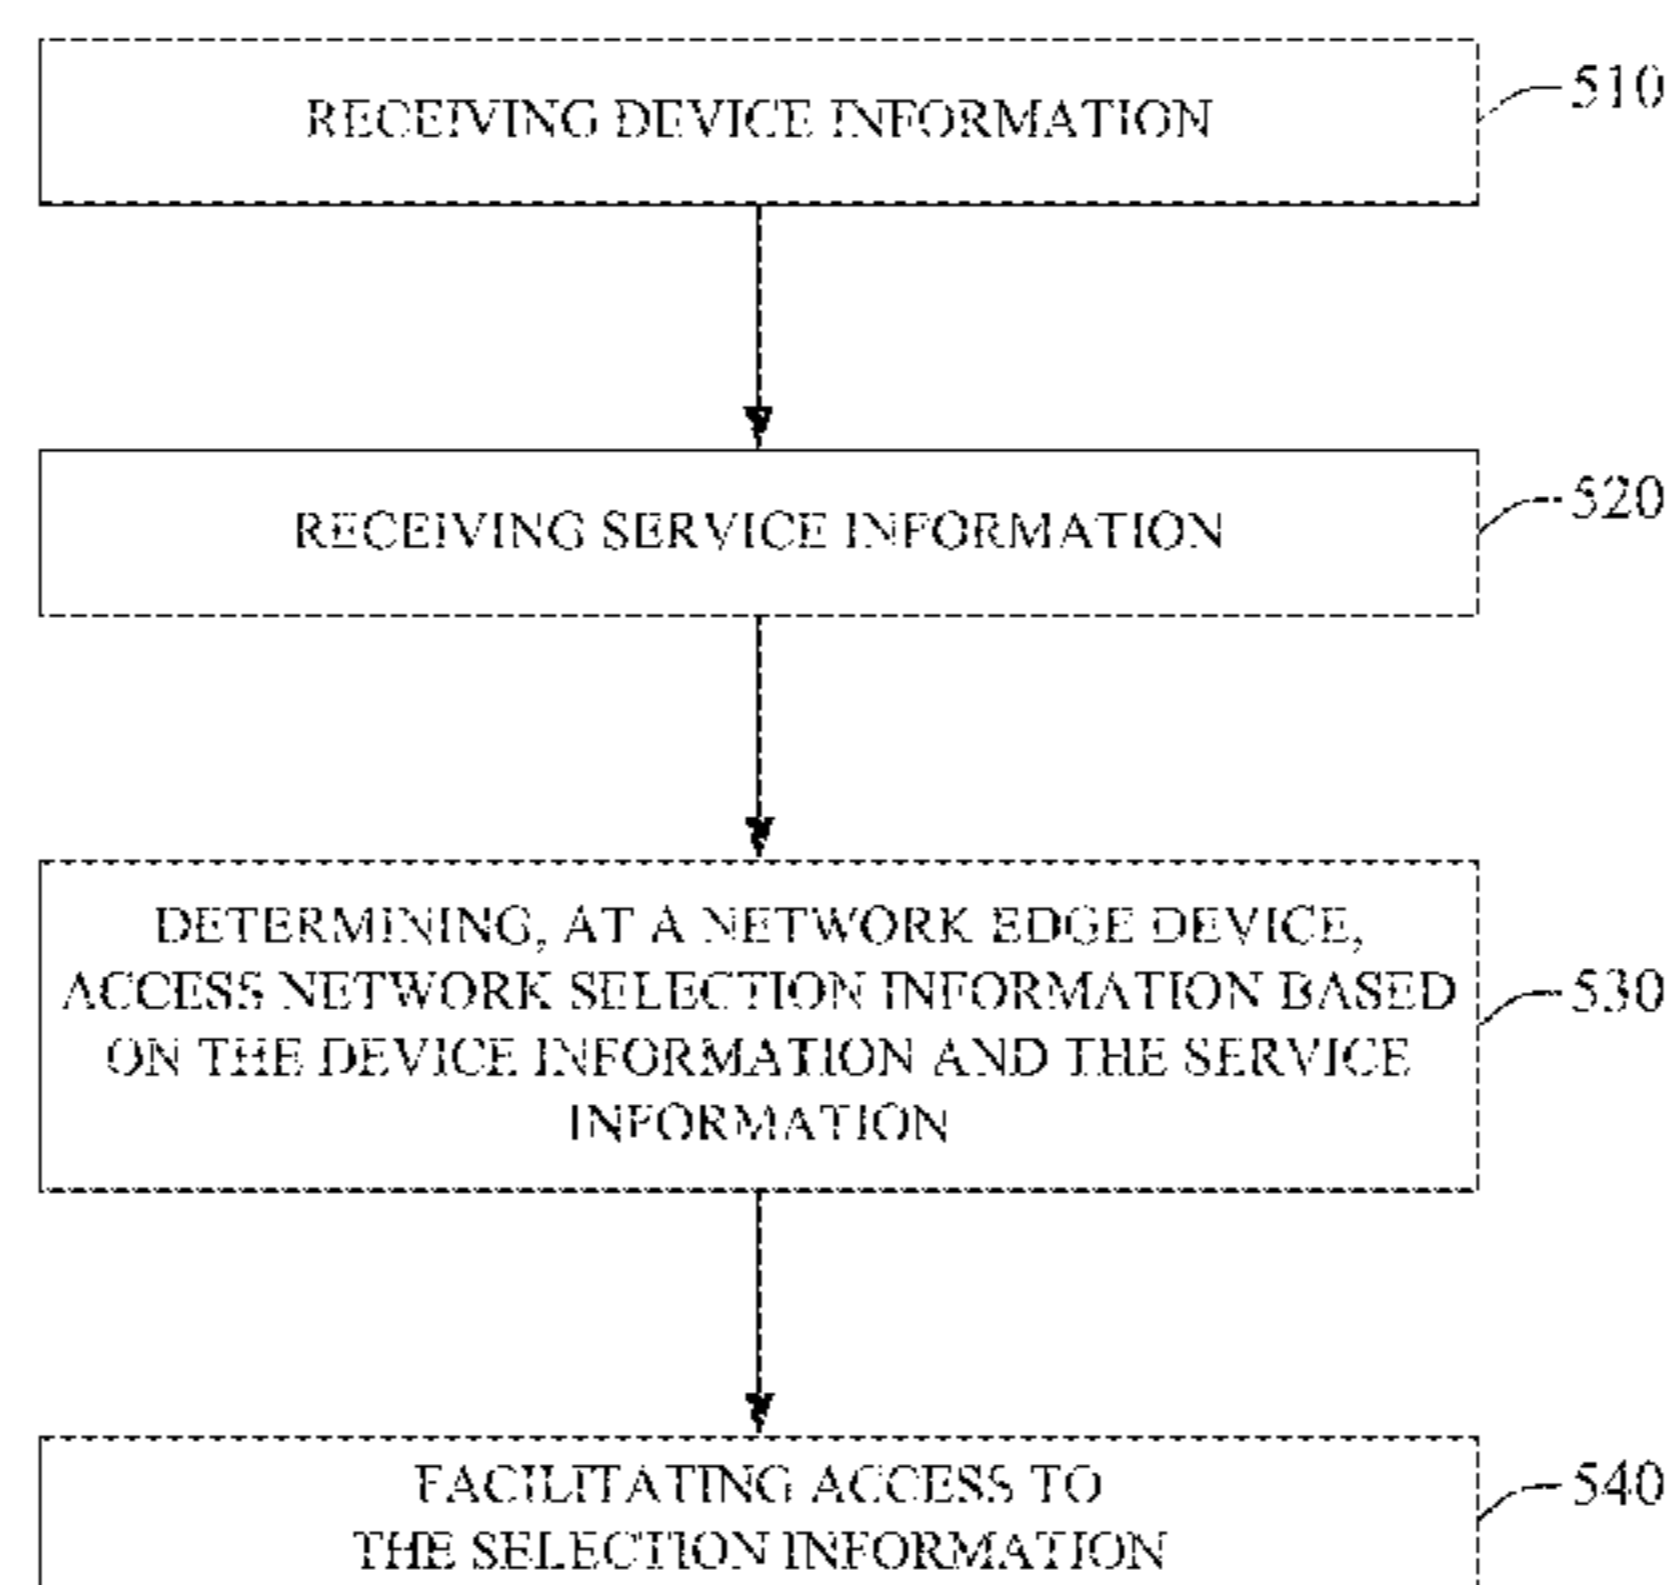 RECEIVING DEVICE INFORMATION
510
RECEIVING SERVICE INFORMATION
520
DETERMINING, AT A NETWORK EDGE DEVICE,
ACCESS NETWORK SELECTION INFORMATION BASED
ON THE DEVICE INFORMATION AND THE SERVICE
INFORMATION
530
FACILITATING ACCESS TO
THE SELECTION INFORMATION
540